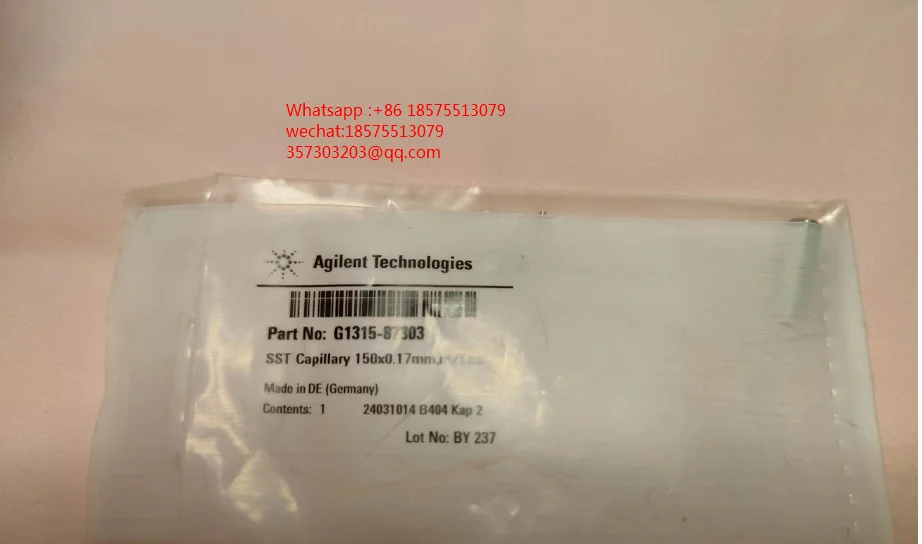 Whatsapp :+86 18575513079
wechat:18575513079
357303203@qq.com
Agilent Technologies
Part No: G1315-87303
SST Capillary 150x0.17mm,
Made in DE (Germany)
Contents: 1 24031014 B404 Kap 2
Lot No: BY 237